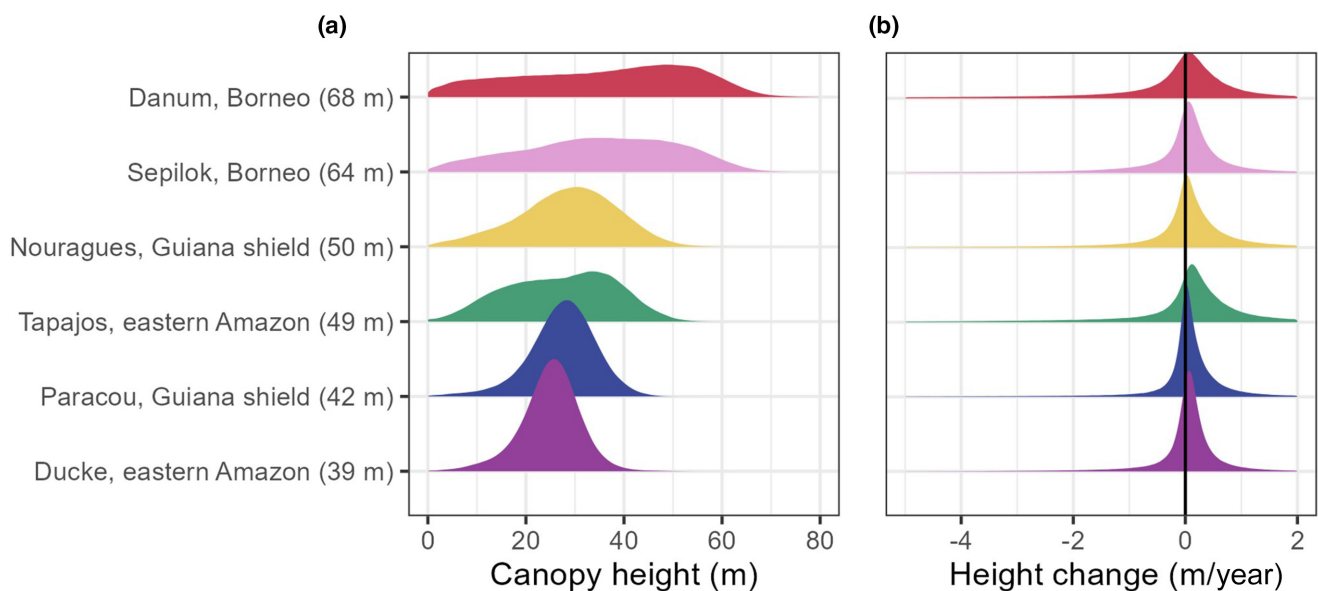 (a)
(b)
Danum, Borneo (68 m)
Sepilok, Borneo (64 m)
Nouragues, Guiana shield (50 m)
Tapajos, eastern Amazon (49 m)
Paracou, Guiana shield (42 m)
Ducke, eastern Amazon (39 m)
0 20 40 60 80
-4 -2 0 2
Canopy height (m)
Height change (m/year)